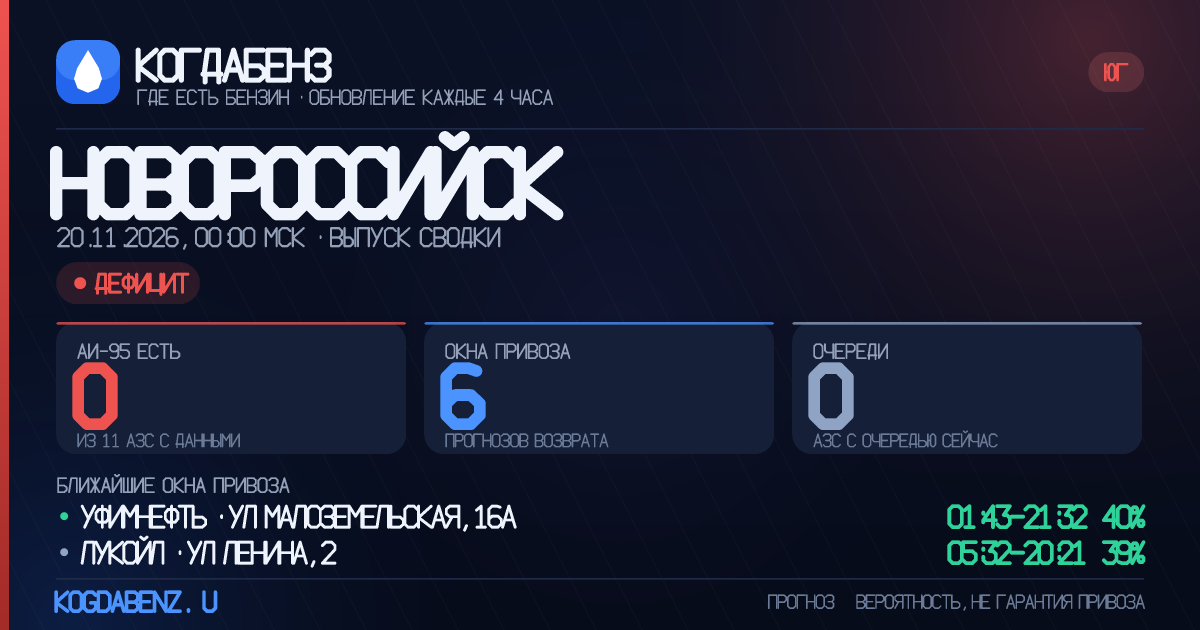 КОГДАБЕНЗ
ГДЕ ЕСТЬ БЕНЗИН · ОБНОВЛЕНИЕ КАЖДЫЕ 4 ЧАСА
ЮГ
НОВОРОССИЙСК
20.11.2026, 00:00 МСК · ВЫПУСК СВОДКИ
ДЕФИЦИТ
АИ-95 ЕСТЬ
0
ИЗ 11 АЗС С ДАННЫМИ
ОКНА ПРИВОЗА
6
ПРОГНОЗОВ ВОЗВРАТА
ОЧЕРЕДИ
0
АЗС С ОЧЕРЕДЬЮ СЕЙЧАС
БЛИЖАЙШИЕ ОКНА ПРИВОЗА
• УФИМНЕФТЬ · УЛ МАЛОЗЕМЕЛЬСКАЯ, 16А 01:43–21:32 40%
• ЛУКОЙЛ · УЛ ЛЕНИНА, 2 05:32–20:21 39%
KOGDABENZ. U
ПРОГНОЗ ВЕРОЯТНОСТЬ, НЕ ГАРАНТИЯ ПРИВОЗА